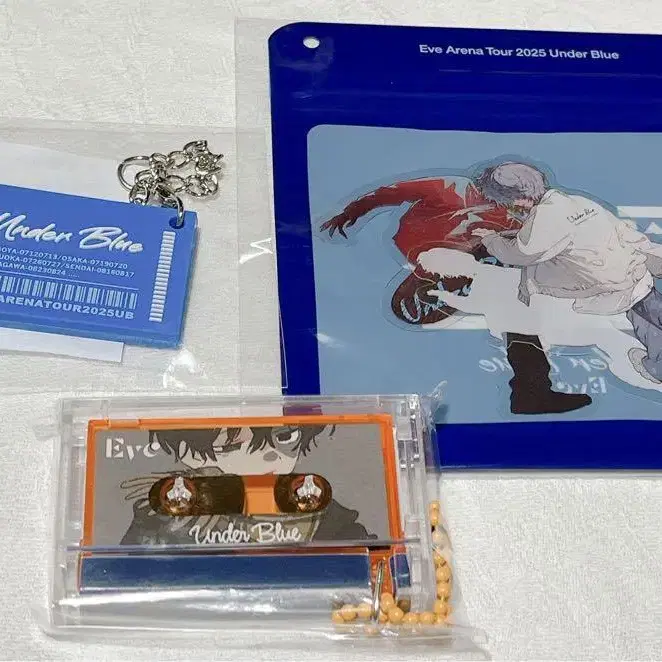 Eve Arena Tour 2025 Under Blue
Under Blue
OYA-07120713/OSAKA-07190720
UOKA-07260727/SENDAI-08160817
AGAWA-08230824 ....
ARENATOUR2025UB
Under Blue
Eve
Eve
Under Blue